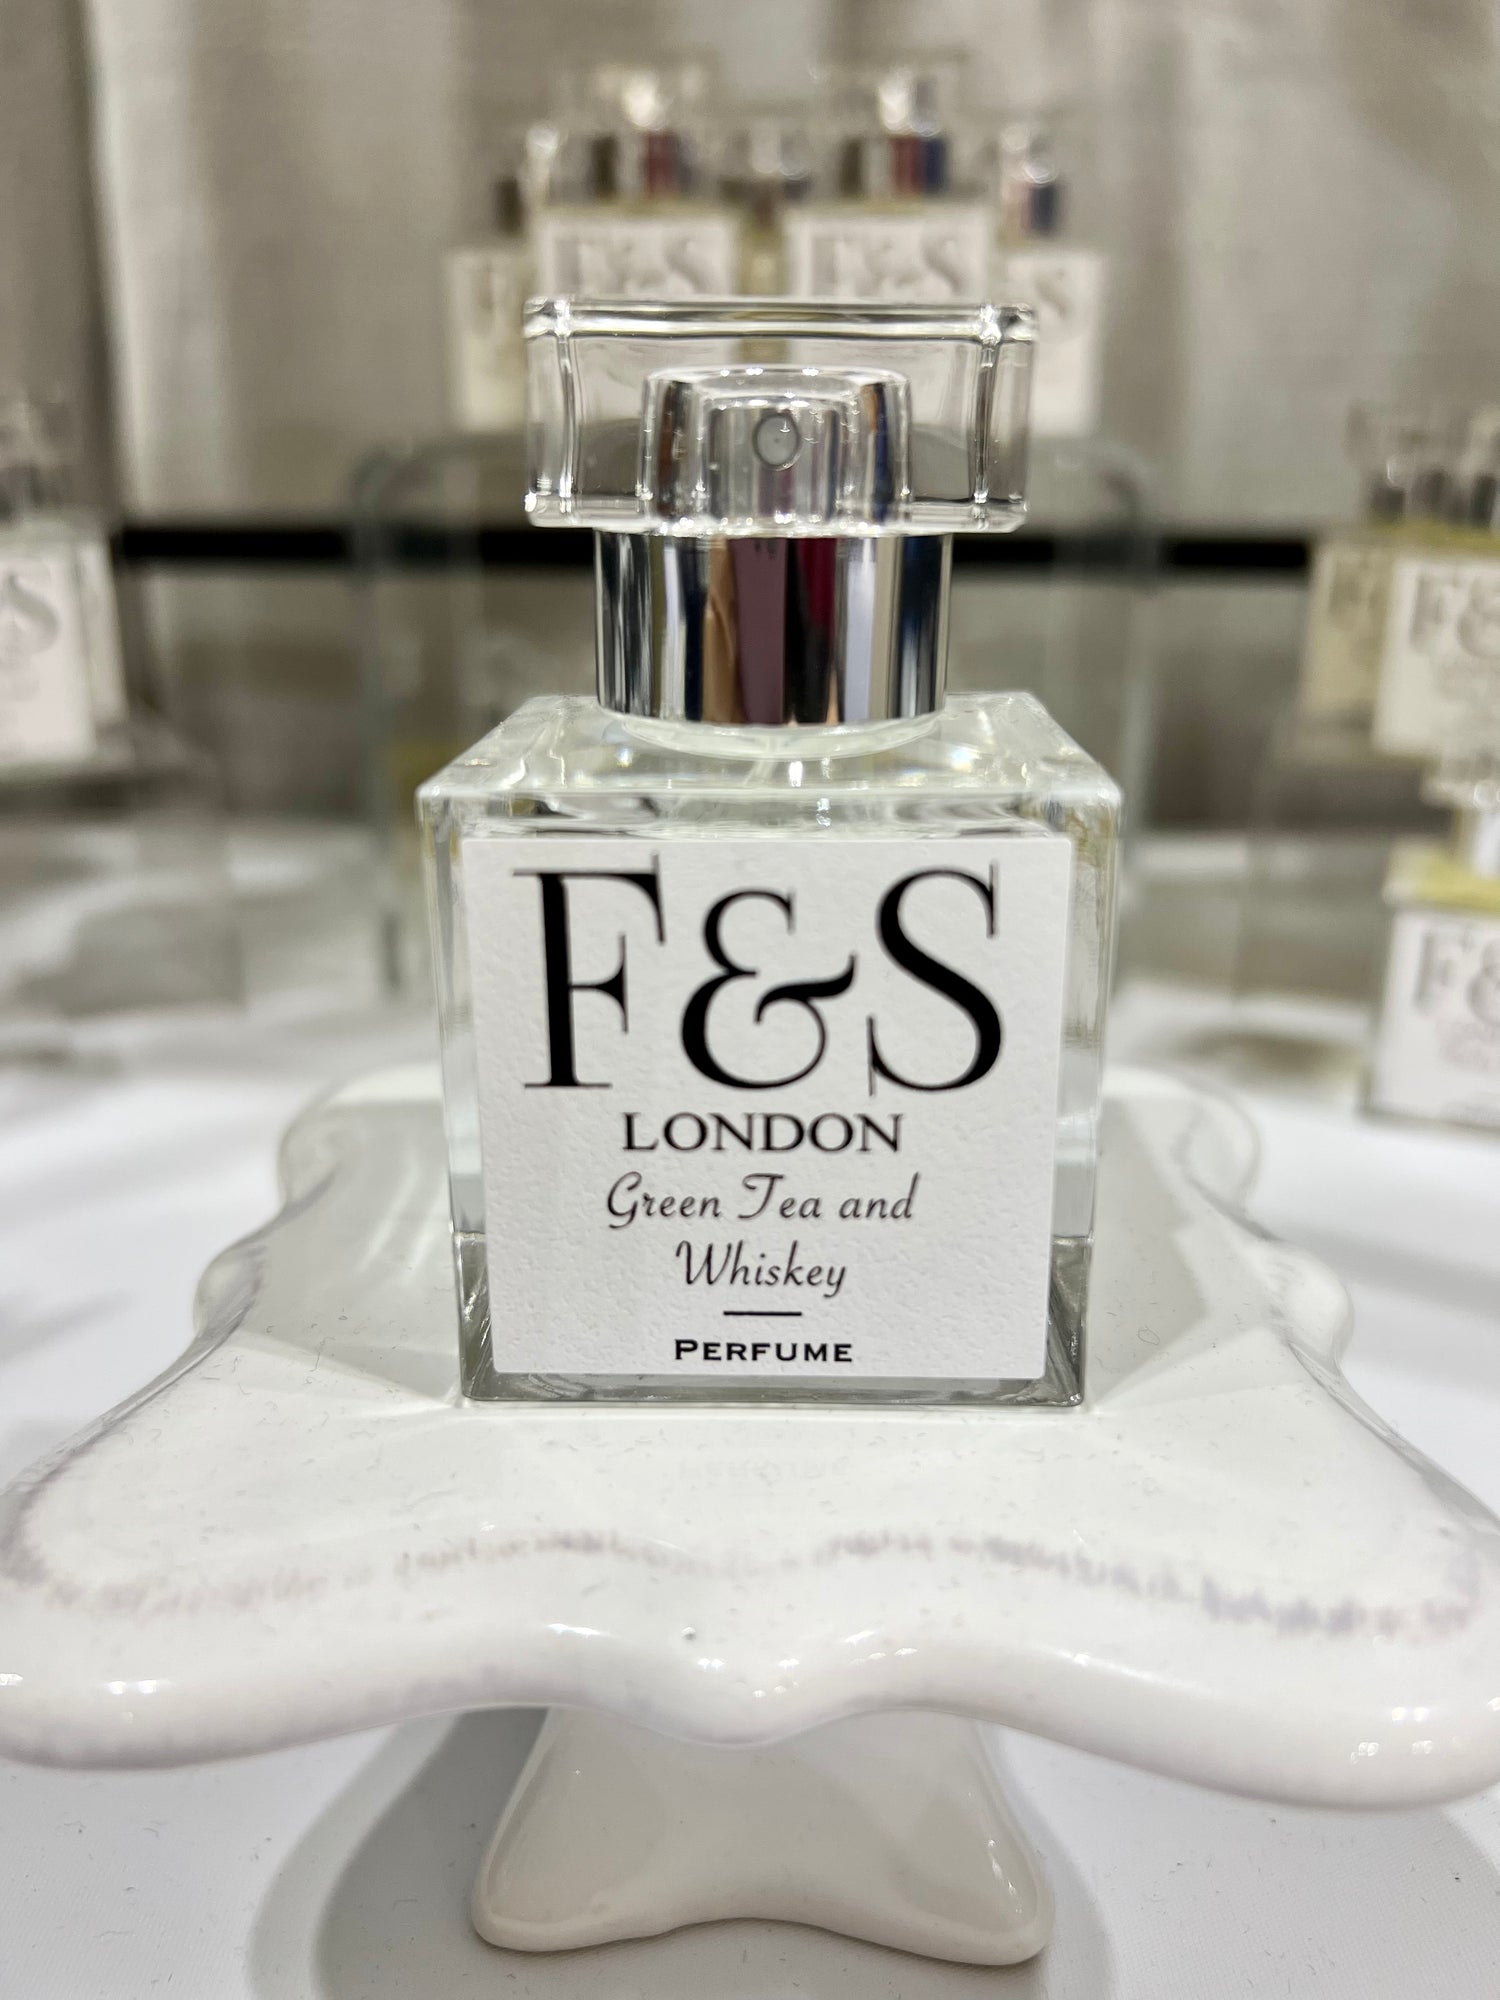 F&S
F&S
F&S
LONDON
Green Tea and
Whiskey
PERFUME